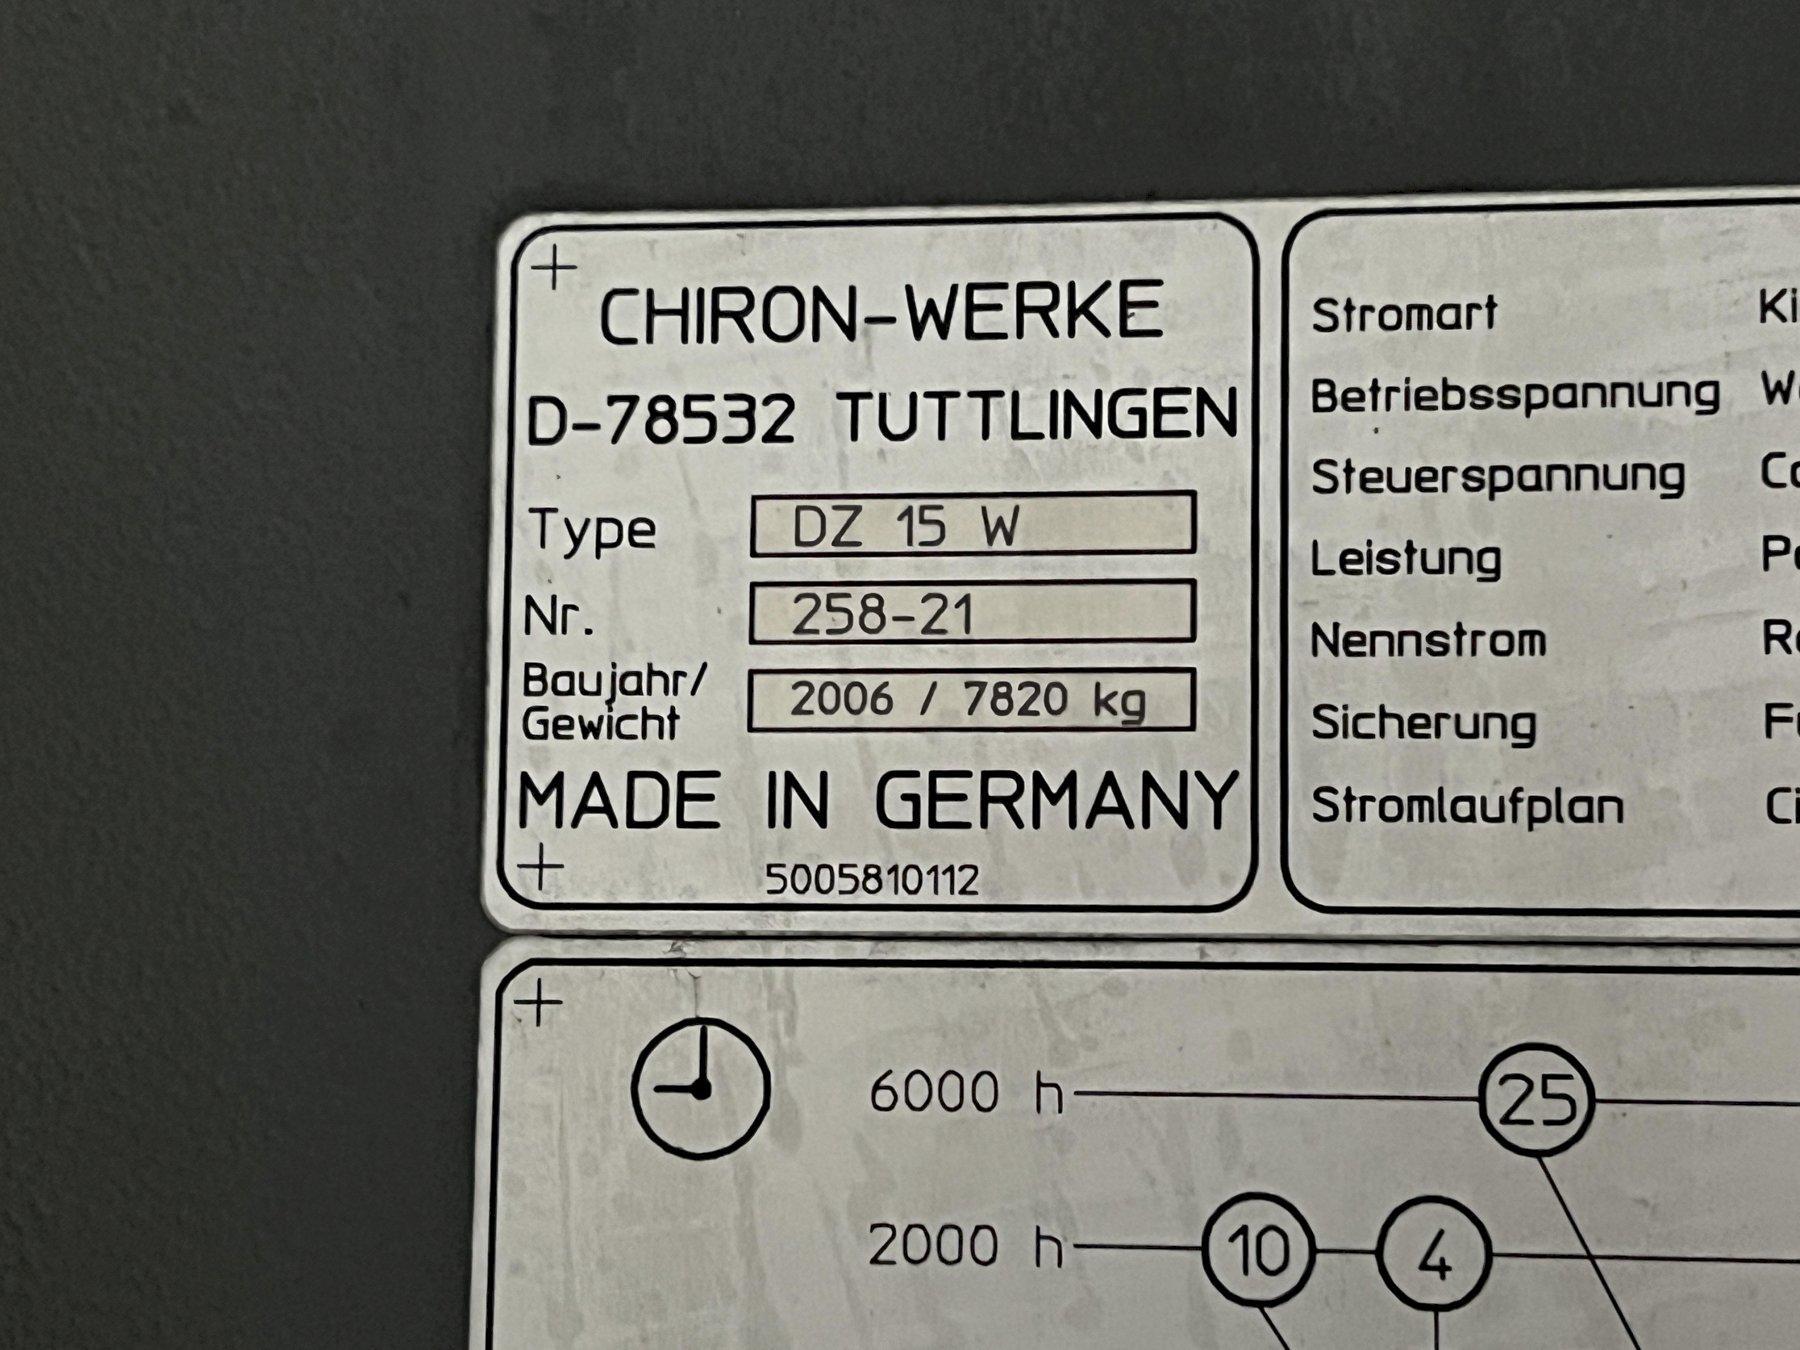 CHIRON-WERKE
D-78532 TUTTLINGEN
Type DZ 15 W
Nr. 258-21
Baujahr/
Gewicht 2006 / 7820 kg
MADE IN GERMANY
5005810112
Stromart
Betriebsspannung
Steuerspannung
Leistung
Nennstrom
Sicherung
Stromlaufplan
6000 h 25
2000 h 10 4